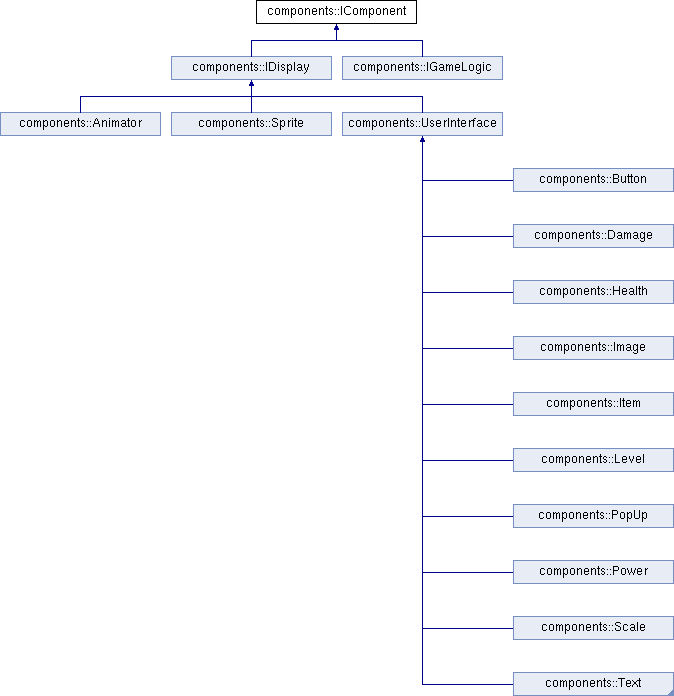 components::IComponent
components::IDisplay
components::IGameLogic
components::Animator
components::Sprite
components::UserInterface
components::Button
components::Damage
components::Health
components::Image
components::Item
components::Level
components::PopUp
components::Power
components::Scale
components::Text